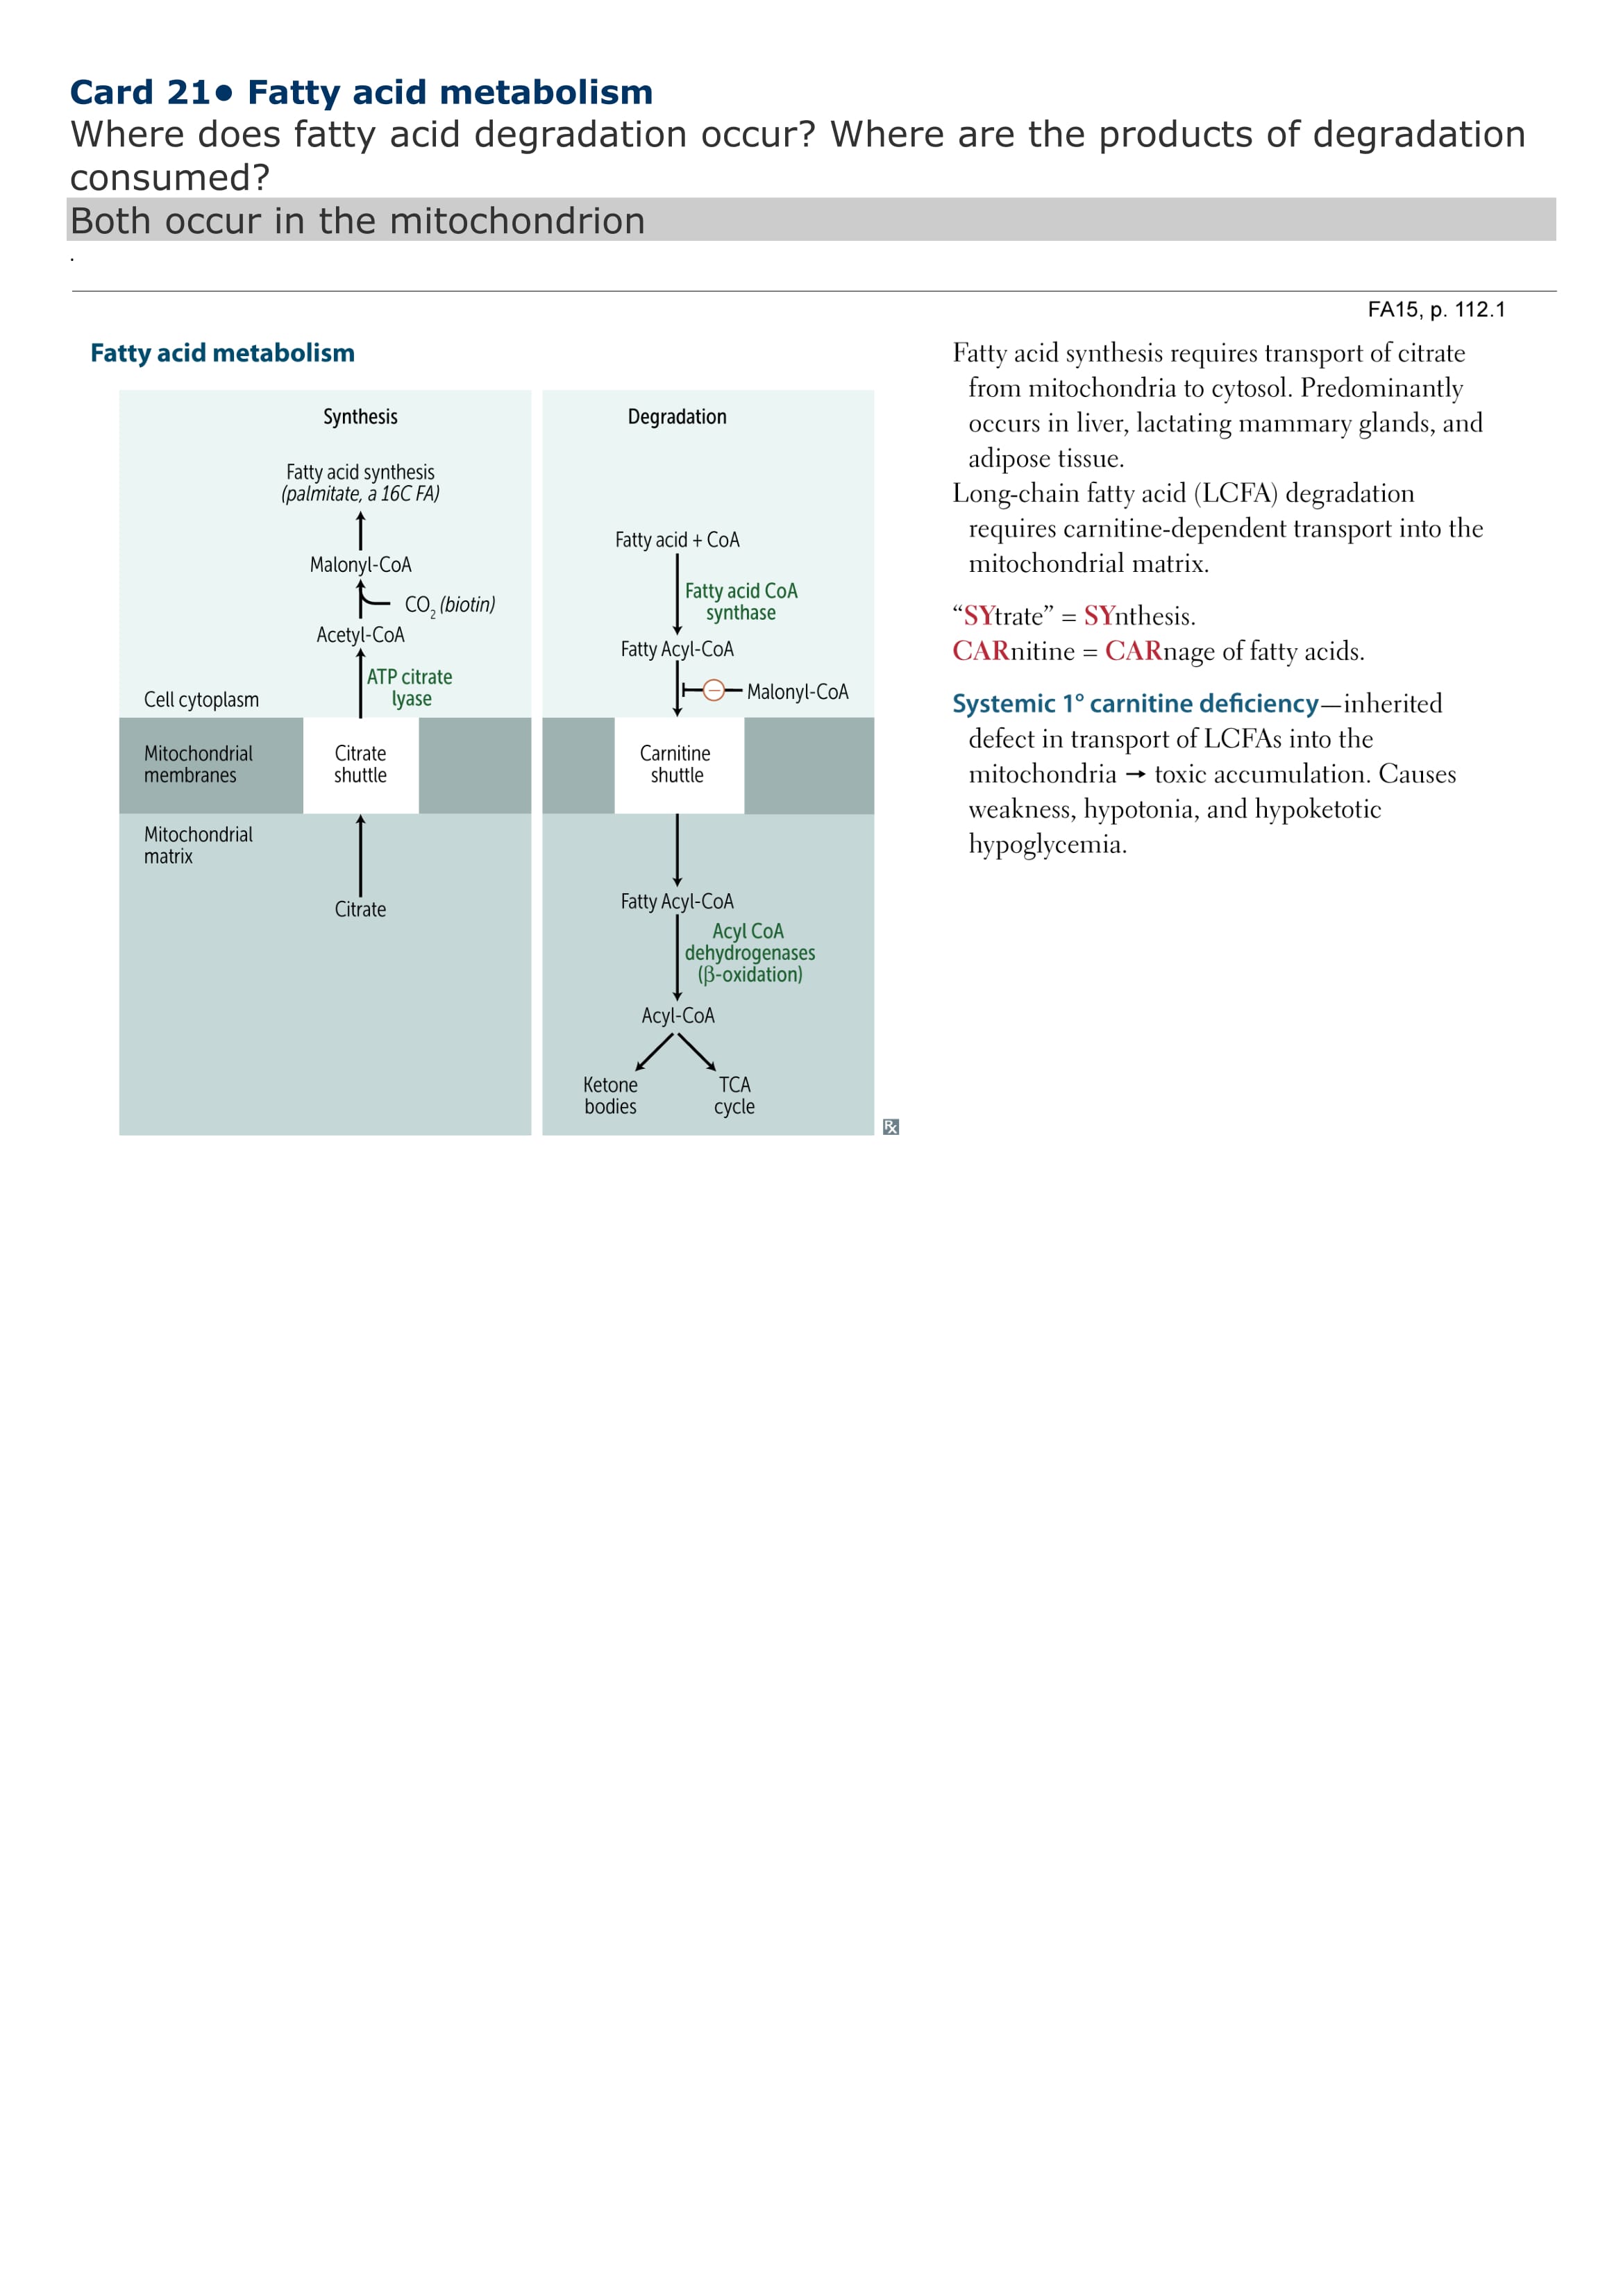 Card 21● Fatty acid metabolism
Where does fatty acid degradation occur? Where are the products of degradation
consumed?
Both occur in the mitochondrion
.
FA15, p. 112.1
Fatty acid metabolism
Synthesis
Fatty acid synthesis
(palmitate, a 16C FA)
Malonyl-CoA
CO2 (biotin)
Acetyl-CoA
ATP citrate
lyase
Cell cytoplasm
Mitochondrial
membranes
Citrate
shuttle
Mitochondrial
matrix
Citrate
Degradation
Fatty acid + CoA
Fatty acid CoA
synthase
Fatty Acyl-CoA
−
Malonyl-CoA
Carnitine
shuttle
Fatty Acyl-CoA
Acyl CoA
dehydrogenases
(β-oxidation)
Acyl-CoA
Ketone
bodies
TCA
cycle
Rx
Fatty acid synthesis requires transport of citrate
from mitochondria to cytosol. Predominantly
occurs in liver, lactating mammary glands, and
adipose tissue.
Long-chain fatty acid (LCFA) degradation
requires carnitine-dependent transport into the
mitochondrial matrix.
“SYtrate” = SYnthesis.
CARnitine = CARnage of fatty acids.
Systemic 1° carnitine deficiency—inherited
defect in transport of LCFAs into the
mitochondria → toxic accumulation. Causes
weakness, hypotonia, and hypoketotic
hypoglycemia.